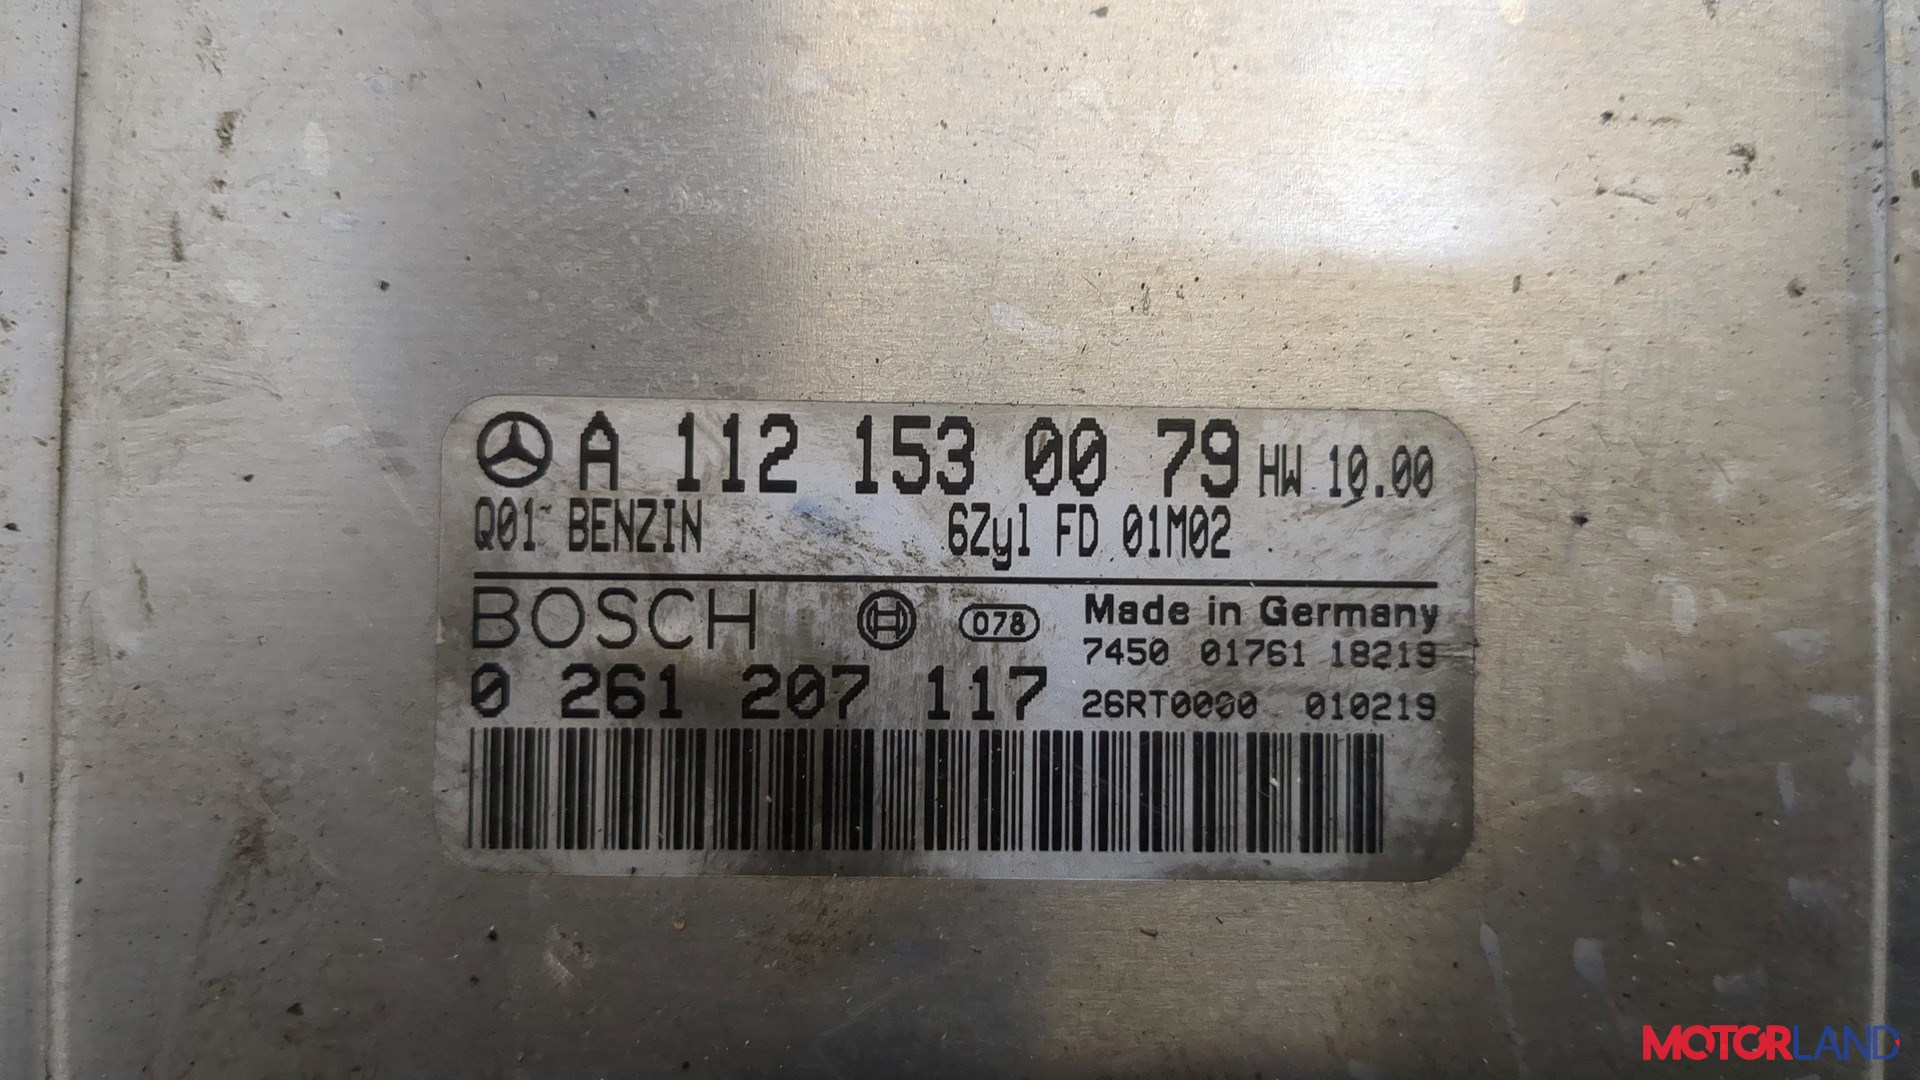 A 112 153 00 79 HW 10.00
Q01 BENZIN 6Zyl FD 01M02
BOSCH 078 Made in Germany
7450 01761 18219
0 261 207 117 26RT0000 010219
MOTORLAND